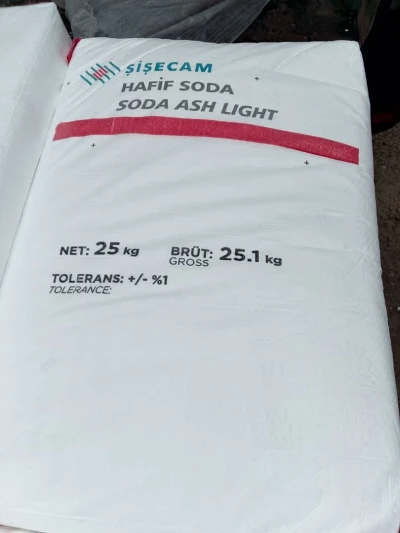 ŞİŞECAM
HAFİF SODA
SODA ASH LIGHT
NET: 25 kg BRÜT: 25.1 kg
GROSS
TOLERANS: +/- %1
TOLERANCE: